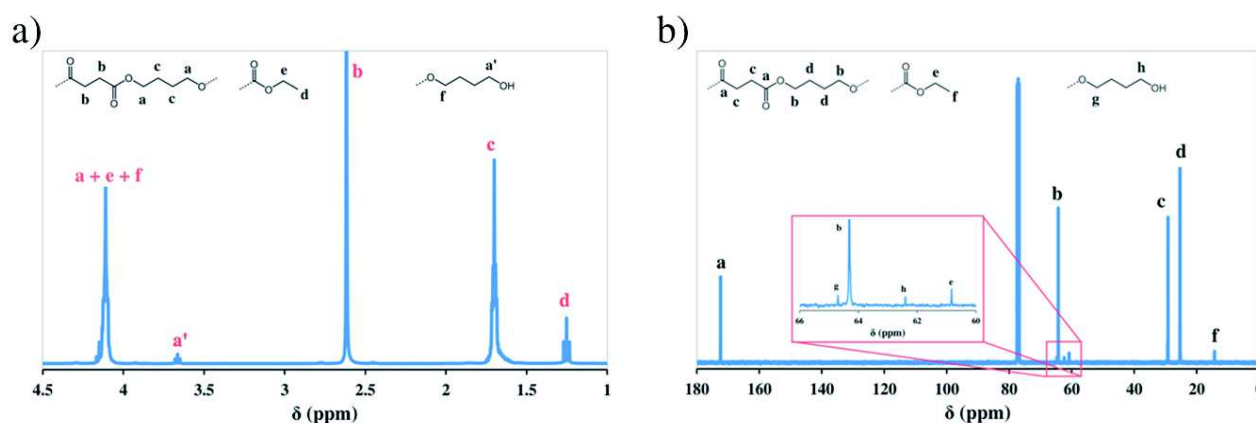 a)
O
b
c
a
e
a'
b
O
a
c
O
O
O
d
O
f
OH
b
a + e + f
a'
c
d
4.5 4 3.5 3 2.5 2 1.5 1
δ (ppm)
b)
O
c
a
d
b
e
h
a
c
O
O
b
d
O
O
O
f
O
g
OH
a
b
c
d
f
b
g
h
e
66 64 62 60
δ (ppm)
180 160 140 120 100 80 60 40 20
δ (ppm)